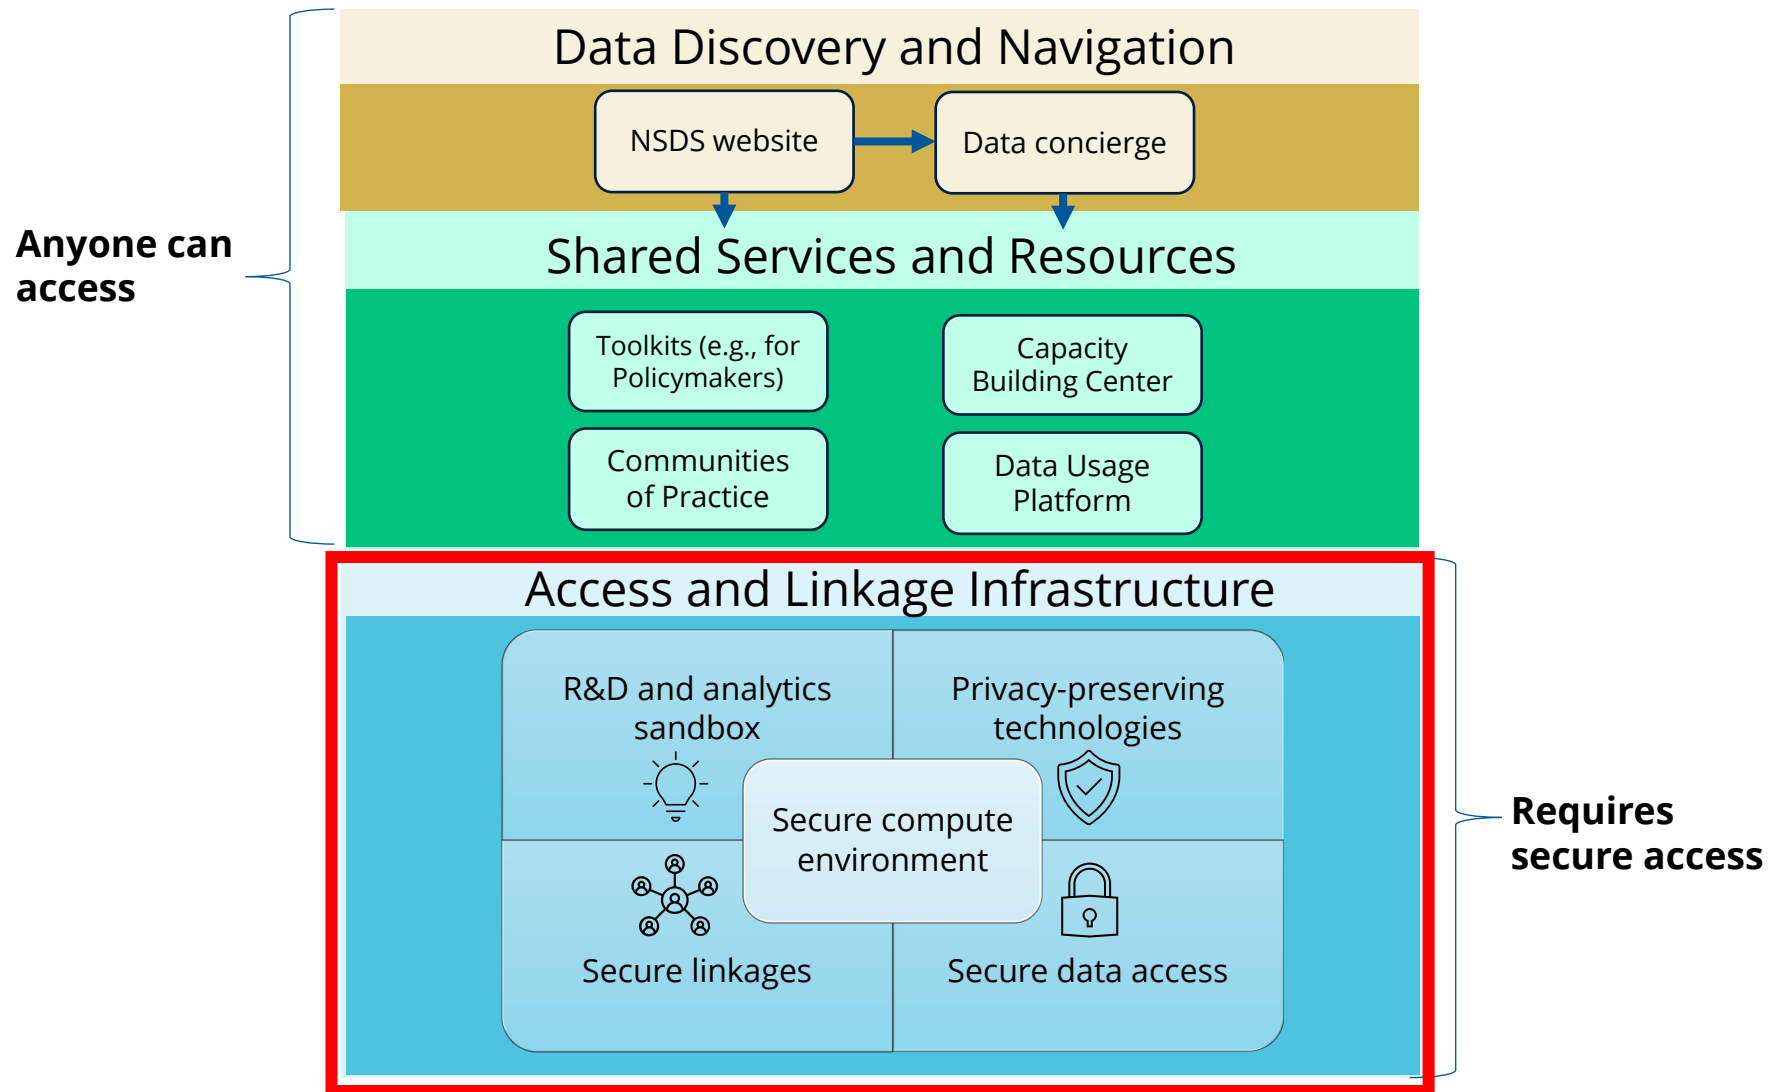 Data Discovery and Navigation
NSDS website
Data concierge
Anyone can
access
Shared Services and Resources
Toolkits (e.g., for
Policymakers)
Capacity
Building Center
Communities
of Practice
Data Usage
Platform
Access and Linkage Infrastructure
R&D and analytics
sandbox
Privacy-preserving
technologies
Secure compute
environment
Secure linkages
Secure data access
Requires
secure access